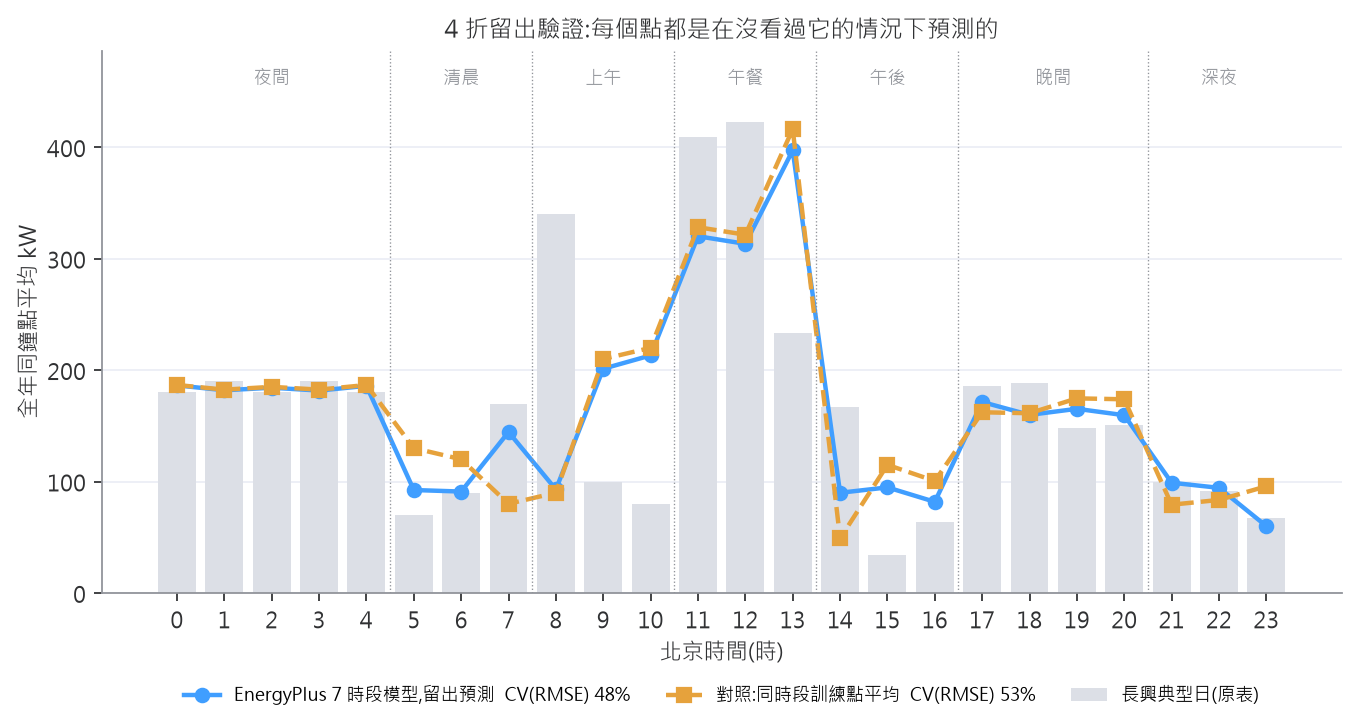 4 折留出驗證:每個點都是在沒看過它的情況下預測的
夜間 清晨 上午 午餐 午後 晚間 深夜
全年同鐘點平均 kW
400
300
200
100
0
0 1 2 3 4 5 6 7 8 9 10 11 12 13 14 15 16 17 18 19 20 21 22 23
北京時間(時)
EnergyPlus 7 時段模型,留出預測 CV(RMSE) 48% 對照:同時段訓練點平均 CV(RMSE) 53% 長興典型日(原表)